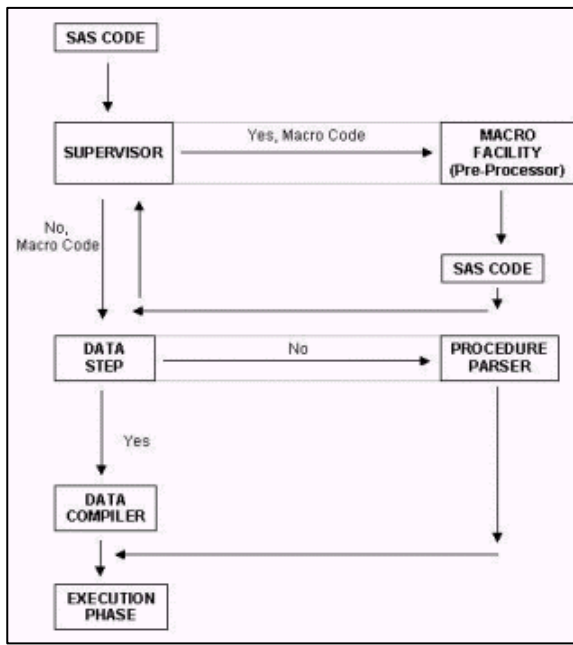 SAS CODE
Yes, Macro Code
SUPERVISOR
MACRO
FACILITY
(Pre-Processor)
No,
Macro Code
SAS CODE
DATA
STEP
No
PROCEDURE
PARSER
Yes
DATA
COMPILER
EXECUTION
PHASE